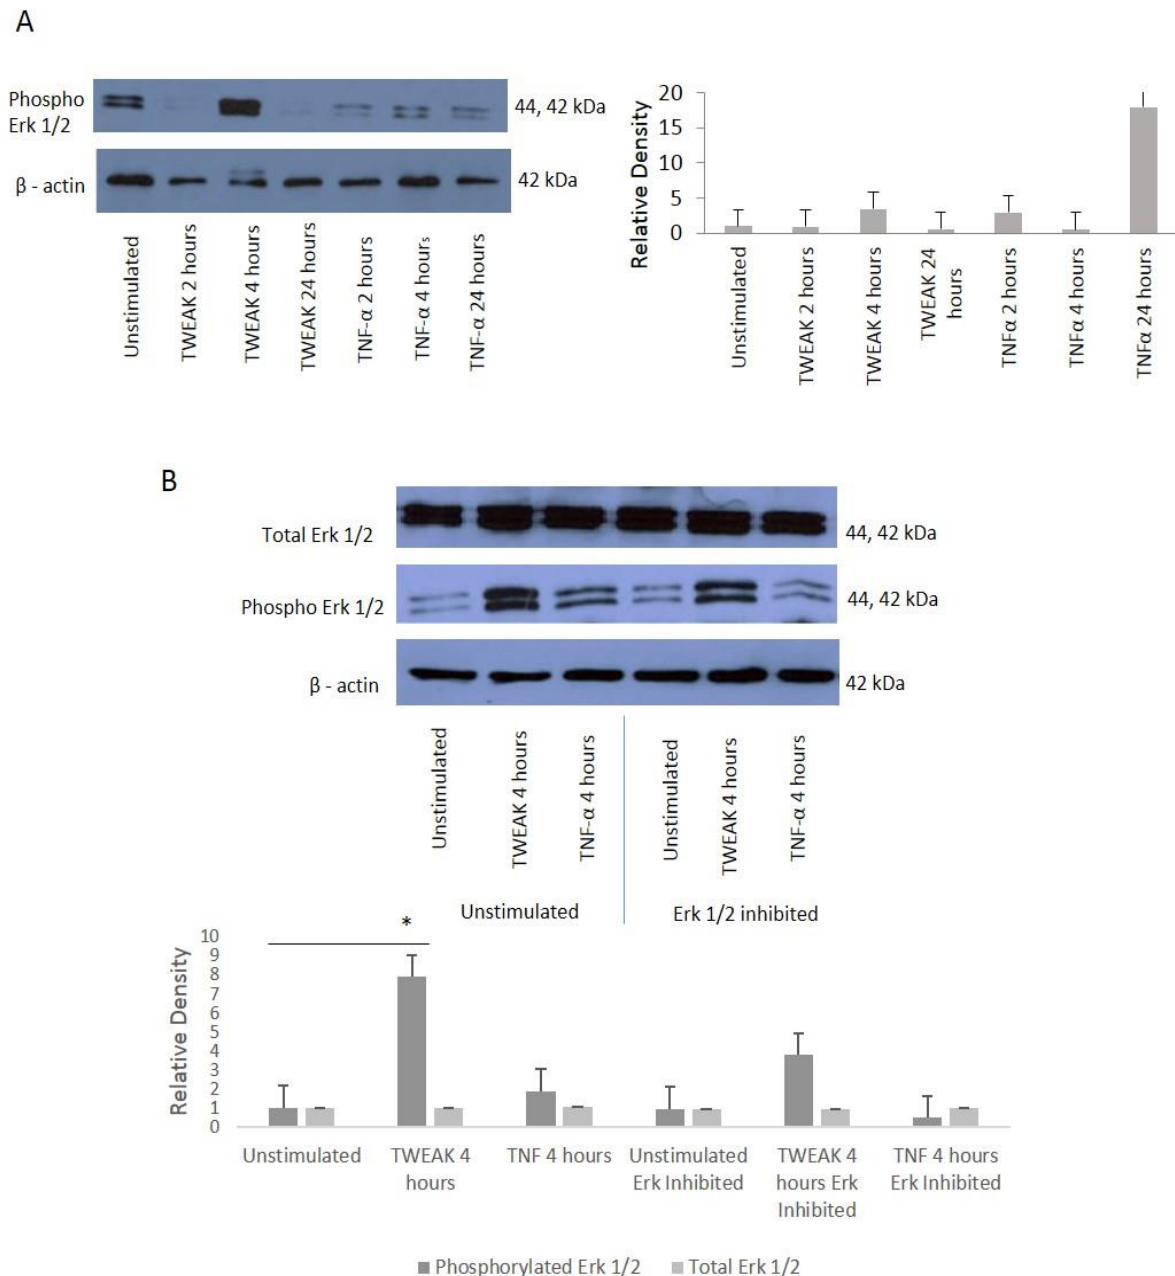 A
Phospho
Erk 1/2
44, 42 kDa
β - actin
42 kDa
Unstimulated
TWEAK 2 hours
TWEAK 4 hours
TWEAK 24 hours
TNF-α 2 hours
TNF-α 4 hours
TNF-α 24 hours
Relative Density
20
15
10
5
0
Unstimulated
TWEAK 2 hours
TWEAK 4 hours
TWEAK 24
hours
TNFα 2 hours
TNFα 4 hours
TNFα 24 hours
B
Total Erk 1/2
44, 42 kDa
Phospho Erk 1/2
44, 42 kDa
β - actin
42 kDa
Unstimulated
TWEAK 4 hours
TNF-α 4 hours
Unstimulated
TWEAK 4 hours
TNF-α 4 hours
Unstimulated
Erk 1/2 inhibited
*
Relative Density
10
9
8
7
6
5
4
3
2
1
0
Unstimulated
TWEAK 4
hours
TNF 4 hours
Unstimulated
Erk Inhibited
TWEAK 4
hours Erk
Inhibited
TNF 4 hours
Erk Inhibited
Phosphorylated Erk 1/2
Total Erk 1/2